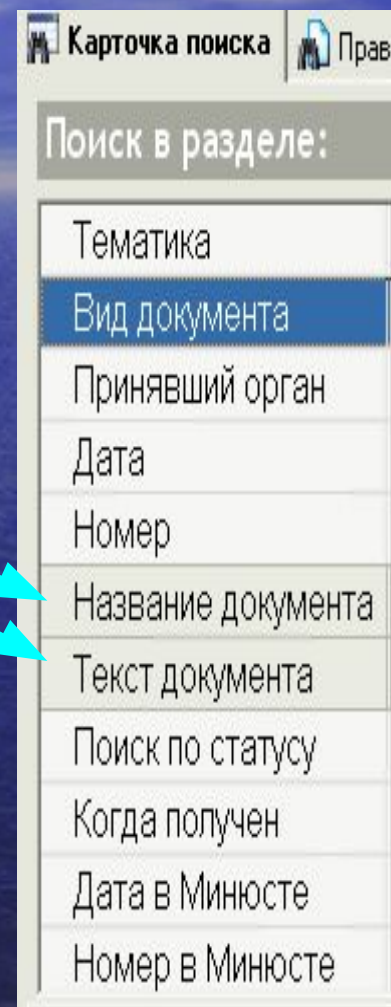 Карточка поиска Прав
Поиск в разделе:
Тематика
Вид документа
Принявший орган
Дата
Номер
Название документа
Текст документа
Поиск по статусу
Когда получен
Дата в Минюсте
Номер в Минюсте